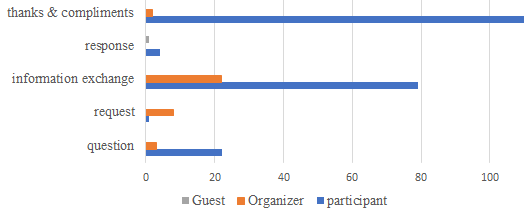 thanks & compliments
response
information exchange
request
question
0 20 40 60 80 100
Guest Organizer participant